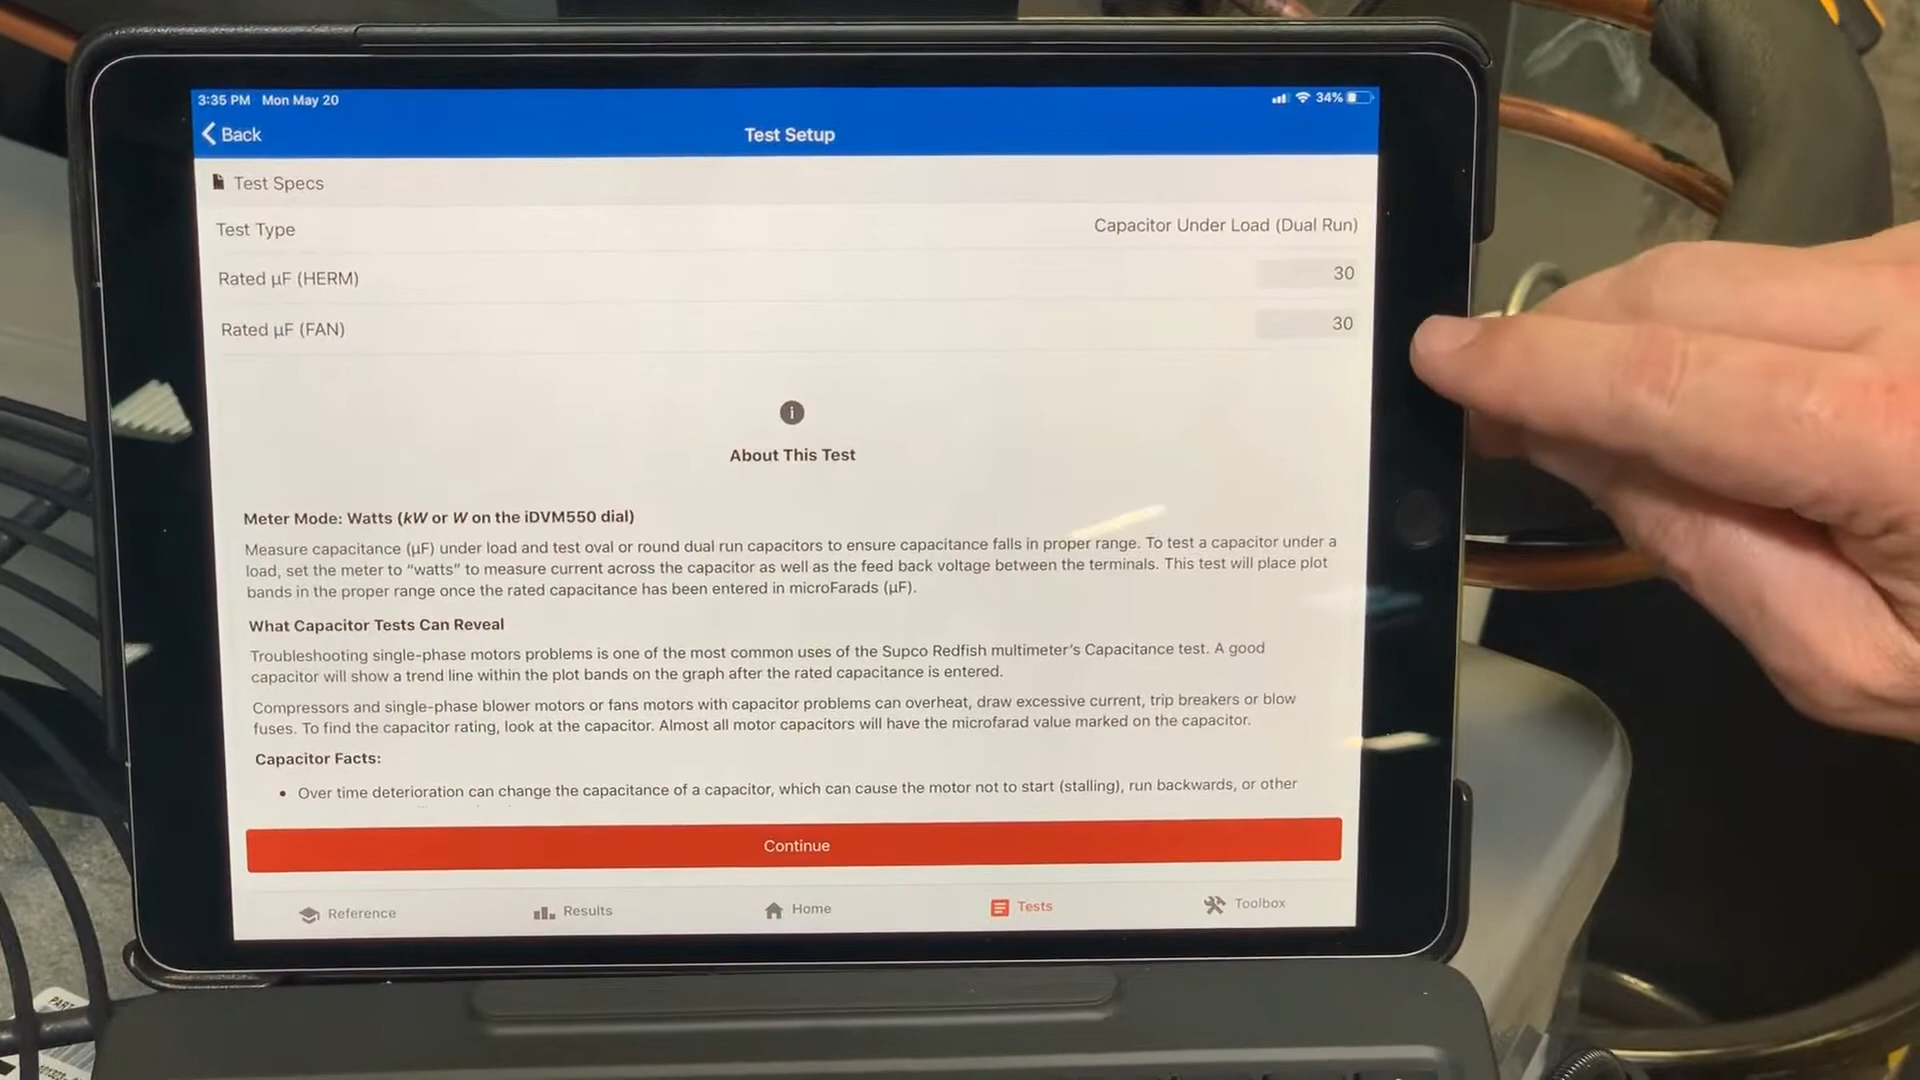 3:35 PM Mon May 20
34%
Back
Test Setup
Test Specs
Test Type
Capacitor Under Load (Dual Run)
Rated µF (HERM)
30
Rated µF (FAN)
30
i
About This Test
Meter Mode: Watts (kW or W on the iDVM550 dial)
Measure capacitance (µF) under load and test oval or round dual run capacitors to ensure capacitance falls in proper range. To test a capacitor under a
load, set the meter to “watts” to measure current across the capacitor as well as the feed back voltage between the terminals. This test will place plot
bands in the proper range once the rated capacitance has been entered in microFarads (µF).
What Capacitor Tests Can Reveal
Troubleshooting single-phase motors problems is one of the most common uses of the Supco Redfish multimeter’s Capacitance test. A good
capacitor will show a trend line within the plot bands on the graph after the rated capacitance is entered.
Compressors and single-phase blower motors or fans motors with capacitor problems can overheat, draw excessive current, trip breakers or blow
fuses. To find the capacitor rating, look at the capacitor. Almost all motor capacitors will have the microfarad value marked on the capacitor.
Capacitor Facts:
• Over time deterioration can change the capacitance of a capacitor, which can cause the motor not to start (stalling), run backwards, or other
Continue
Reference
Results
Home
Tests
Toolbox
PART